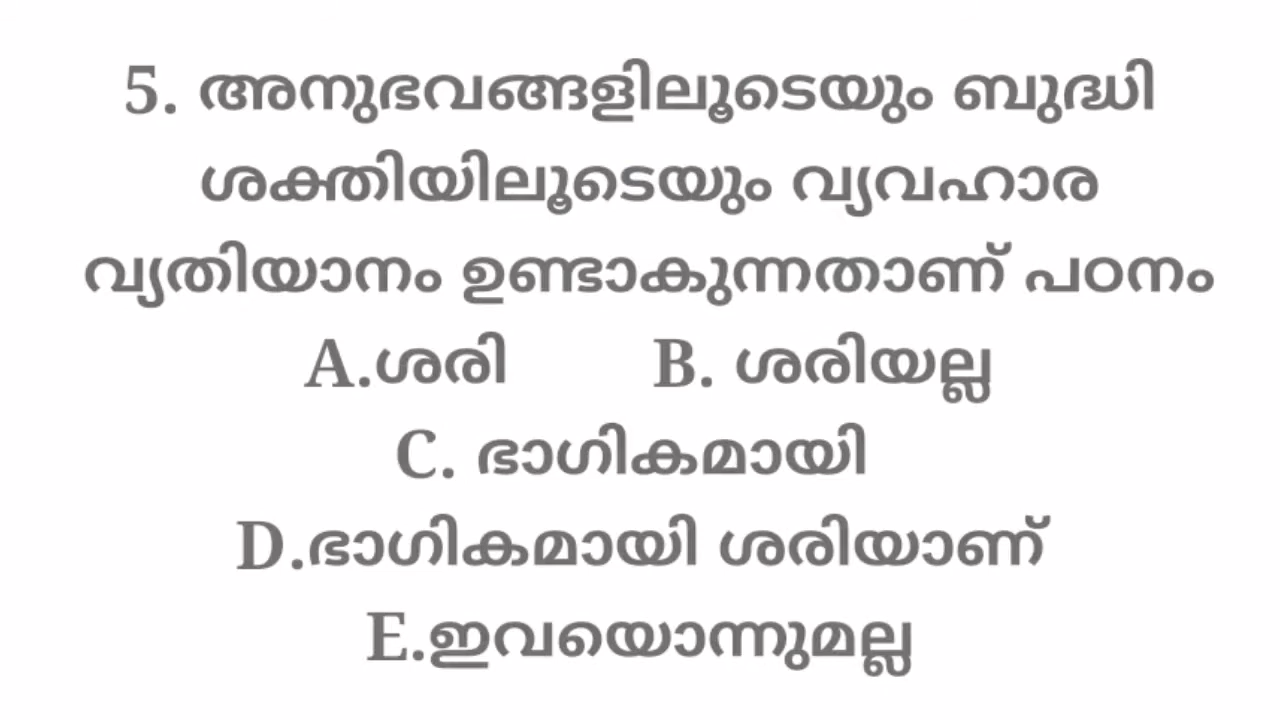 5. അനുഭവങ്ങളിലൂടെയും ബുദ്ധി
ശക്തിയിലൂടെയും വ്യവഹാര
വ്യതിയാനം ഉണ്ടാകുന്നതാണ് പഠനം
A.ശരി B. ശരിയല്ല
C. ഭാഗികമായി
D.ഭാഗികമായി ശരിയാണ്
E.ഇവയൊന്നുമല്ല